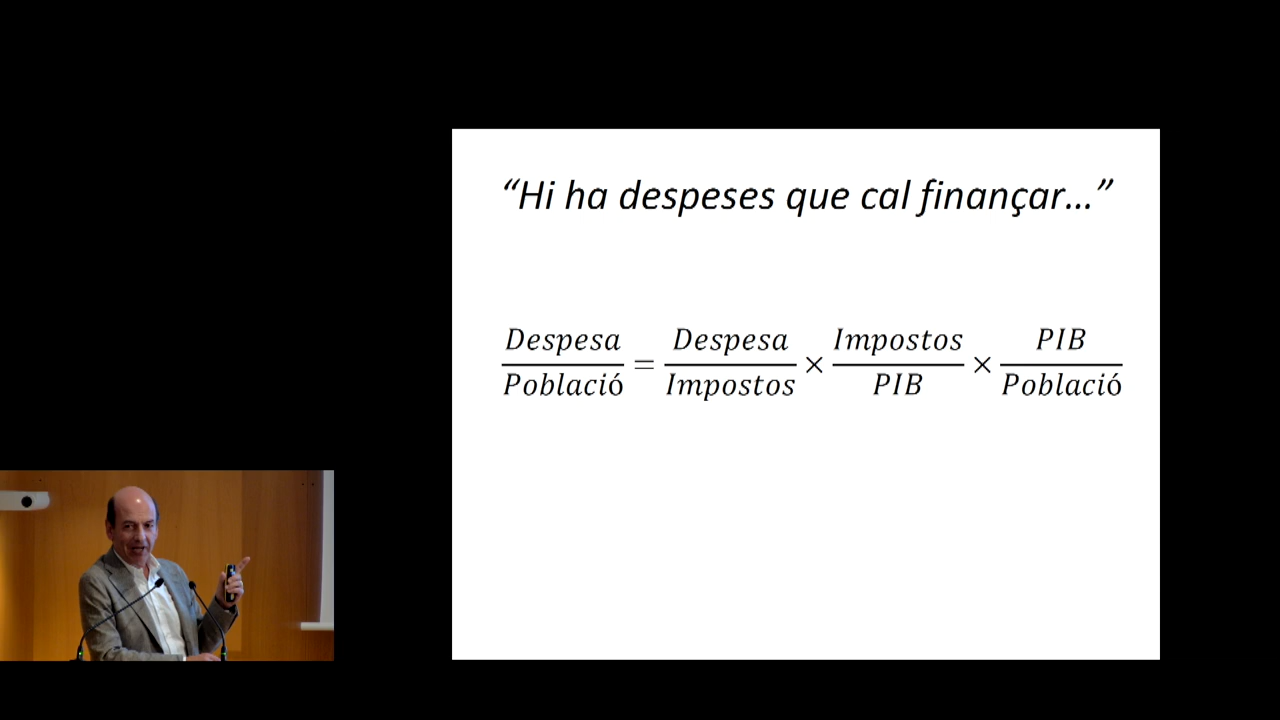 “Hi ha despeses que cal finançar…”
Despesa/Població = Despesa/Impostos × Impostos/PIB × PIB/Població